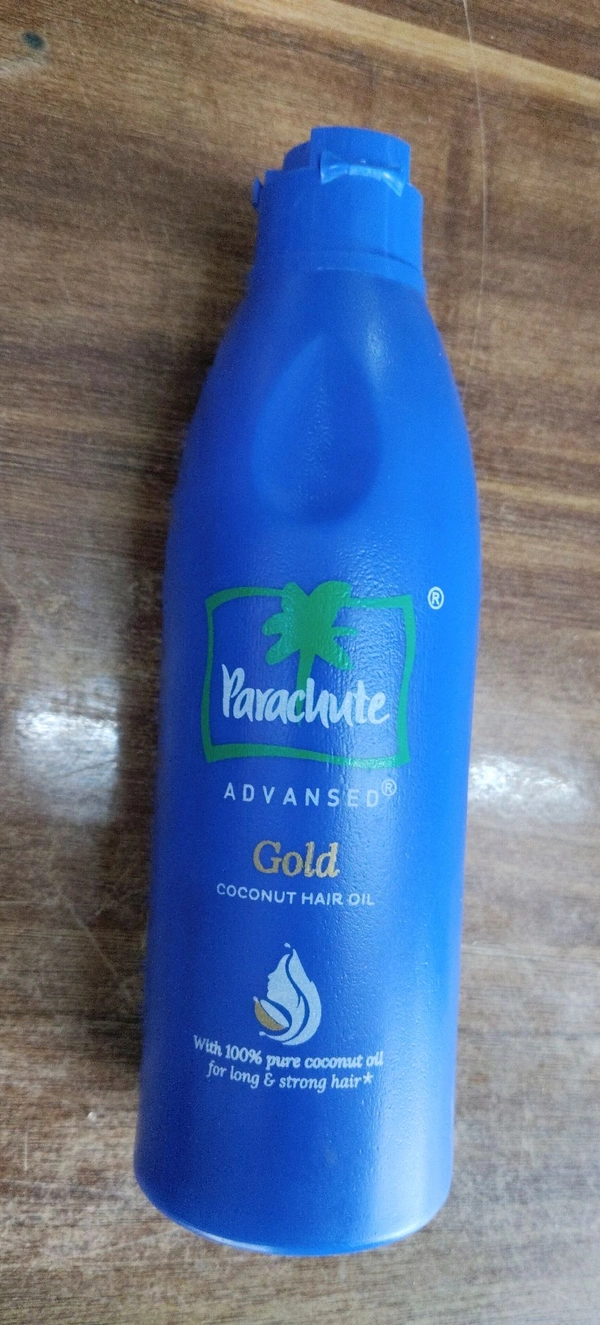 Parachute®
ADVANSED®
Gold
COCONUT HAIR OIL
With 100% pure coconut oil
for long & strong hair*